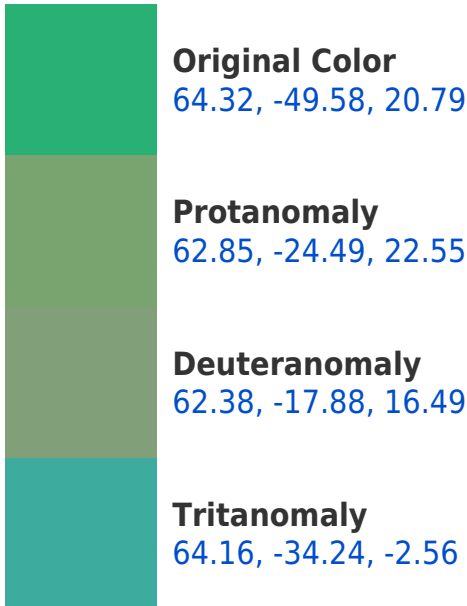 Original Color
64.32, -49.58, 20.79
Protanomaly
62.85, -24.49, 22.55
Deuteranomaly
62.38, -17.88, 16.49
Tritanomaly
64.16, -34.24, -2.56